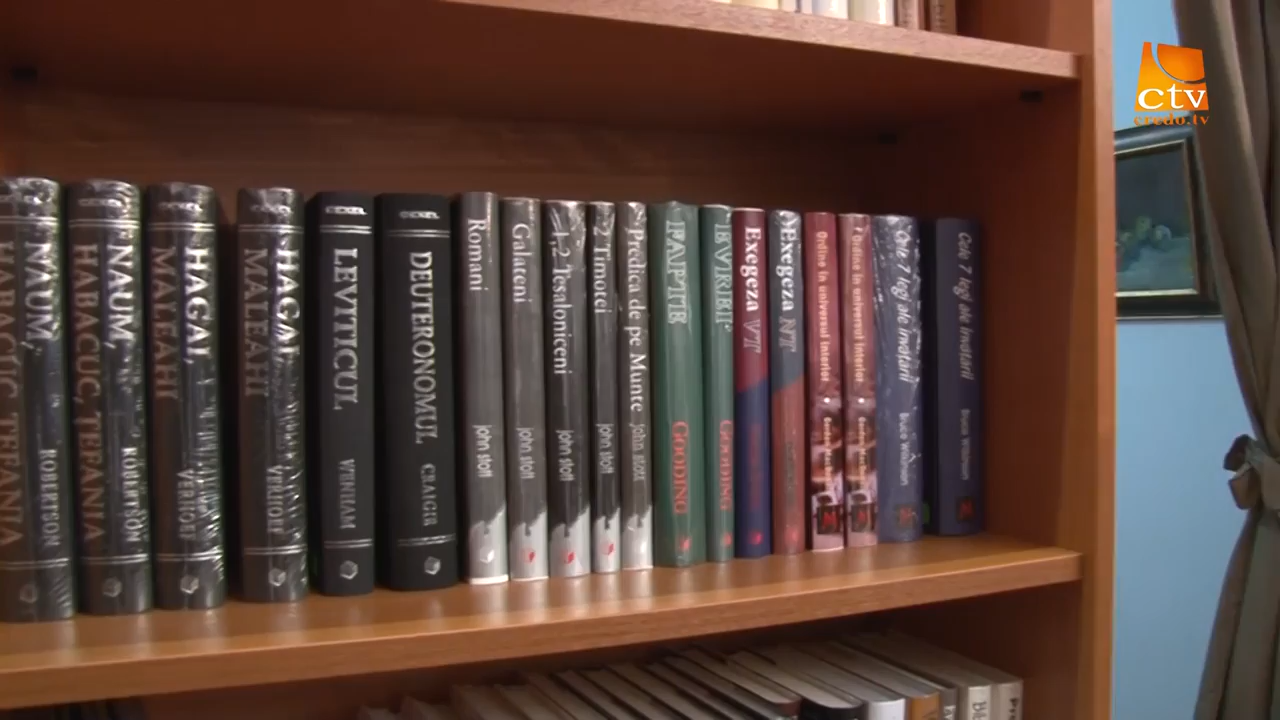 ctv
credo.tv
NAUM,
HABACUC, ȚEFANIA
ROBERTSON
NAUM,
HABACUC, ȚEFANIA
ROBERTSON
HAGAI,
MALEAHI
VERHOEF
HAGAI,
MALEAHI
VERHOEF
LEVITICUL
WENHAM
DEUTERONOMUL
CRAIGIE
Romani
john stott
Galateni
john stott
1,2 Tesaloniceni
john stott
2 Timotei
john stott
Predica de pe Munte
john stott
FAPTE
GOODING
EVREI
GOODING
Exegeza VT
Exegeza NT
Ordine în universul interior
Ordine în universul interior
Cele 7 legi ale învățării
Bruce Wilkinson
Cele 7 legi ale învățării
Bruce Wilkinson